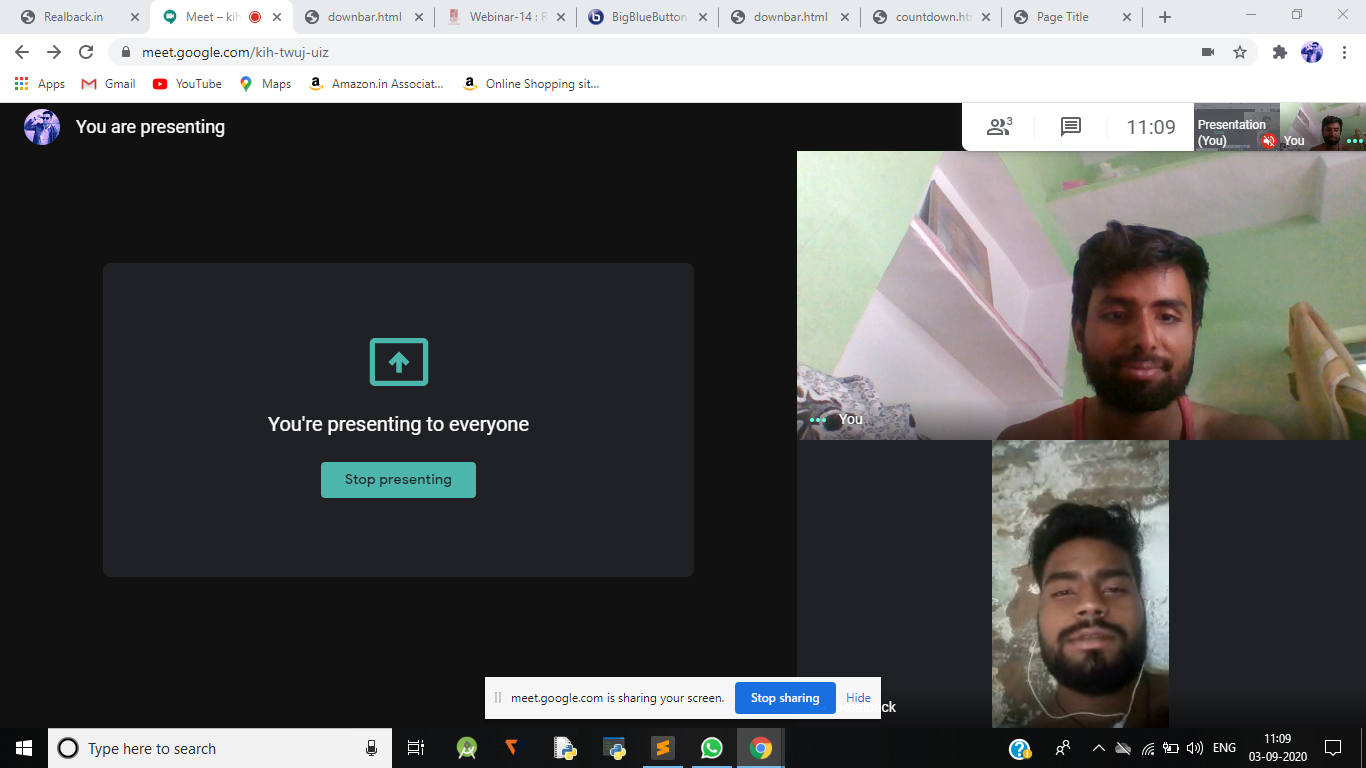 Realback.in
Meet – kih
downbar.html
Webinar-14 : R
BigBlueButton
downbar.html
countdown.ht
Page Title
meet.google.com/kih-twuj-uiz
Apps
Gmail
YouTube
Maps
Amazon.in Associat...
Online Shopping sit...
You are presenting
3
11:09
Presentation
(You)
You
You're presenting to everyone
Stop presenting
You
meet.google.com is sharing your screen.
Stop sharing
Hide
Type here to search
ENG
11:09
03-09-2020